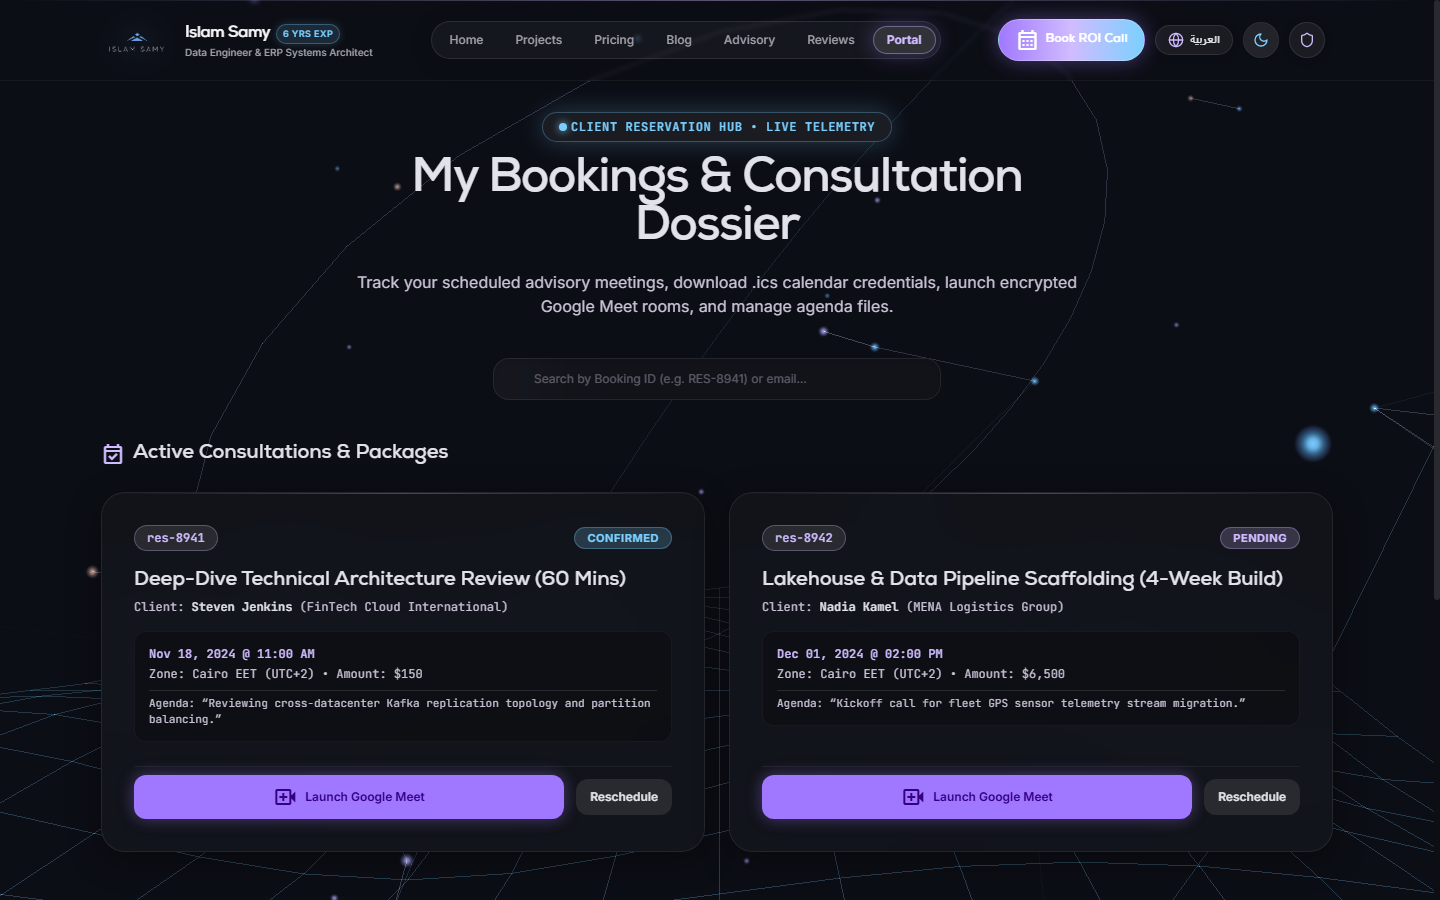 ISLAM SAMY
Islam Samy
6 YRS EXP
Data Engineer & ERP Systems Architect
Home
Projects
Pricing
Blog
Advisory
Reviews
Portal
Book ROI Call
العربية
CLIENT RESERVATION HUB • LIVE TELEMETRY
My Bookings & Consultation
Dossier
Track your scheduled advisory meetings, download .ics calendar credentials, launch encrypted
Google Meet rooms, and manage agenda files.
Search by Booking ID (e.g. RES-8941) or email...
Active Consultations & Packages
res-8941
CONFIRMED
Deep-Dive Technical Architecture Review (60 Mins)
Client: Steven Jenkins (FinTech Cloud International)
Nov 18, 2024 @ 11:00 AM
Zone: Cairo EET (UTC+2) • Amount: $150
Agenda: “Reviewing cross-datacenter Kafka replication topology and partition
balancing.”
Launch Google Meet
Reschedule
res-8942
PENDING
Lakehouse & Data Pipeline Scaffolding (4-Week Build)
Client: Nadia Kamel (MENA Logistics Group)
Dec 01, 2024 @ 02:00 PM
Zone: Cairo EET (UTC+2) • Amount: $6,500
Agenda: “Kickoff call for fleet GPS sensor telemetry stream migration.”
Launch Google Meet
Reschedule